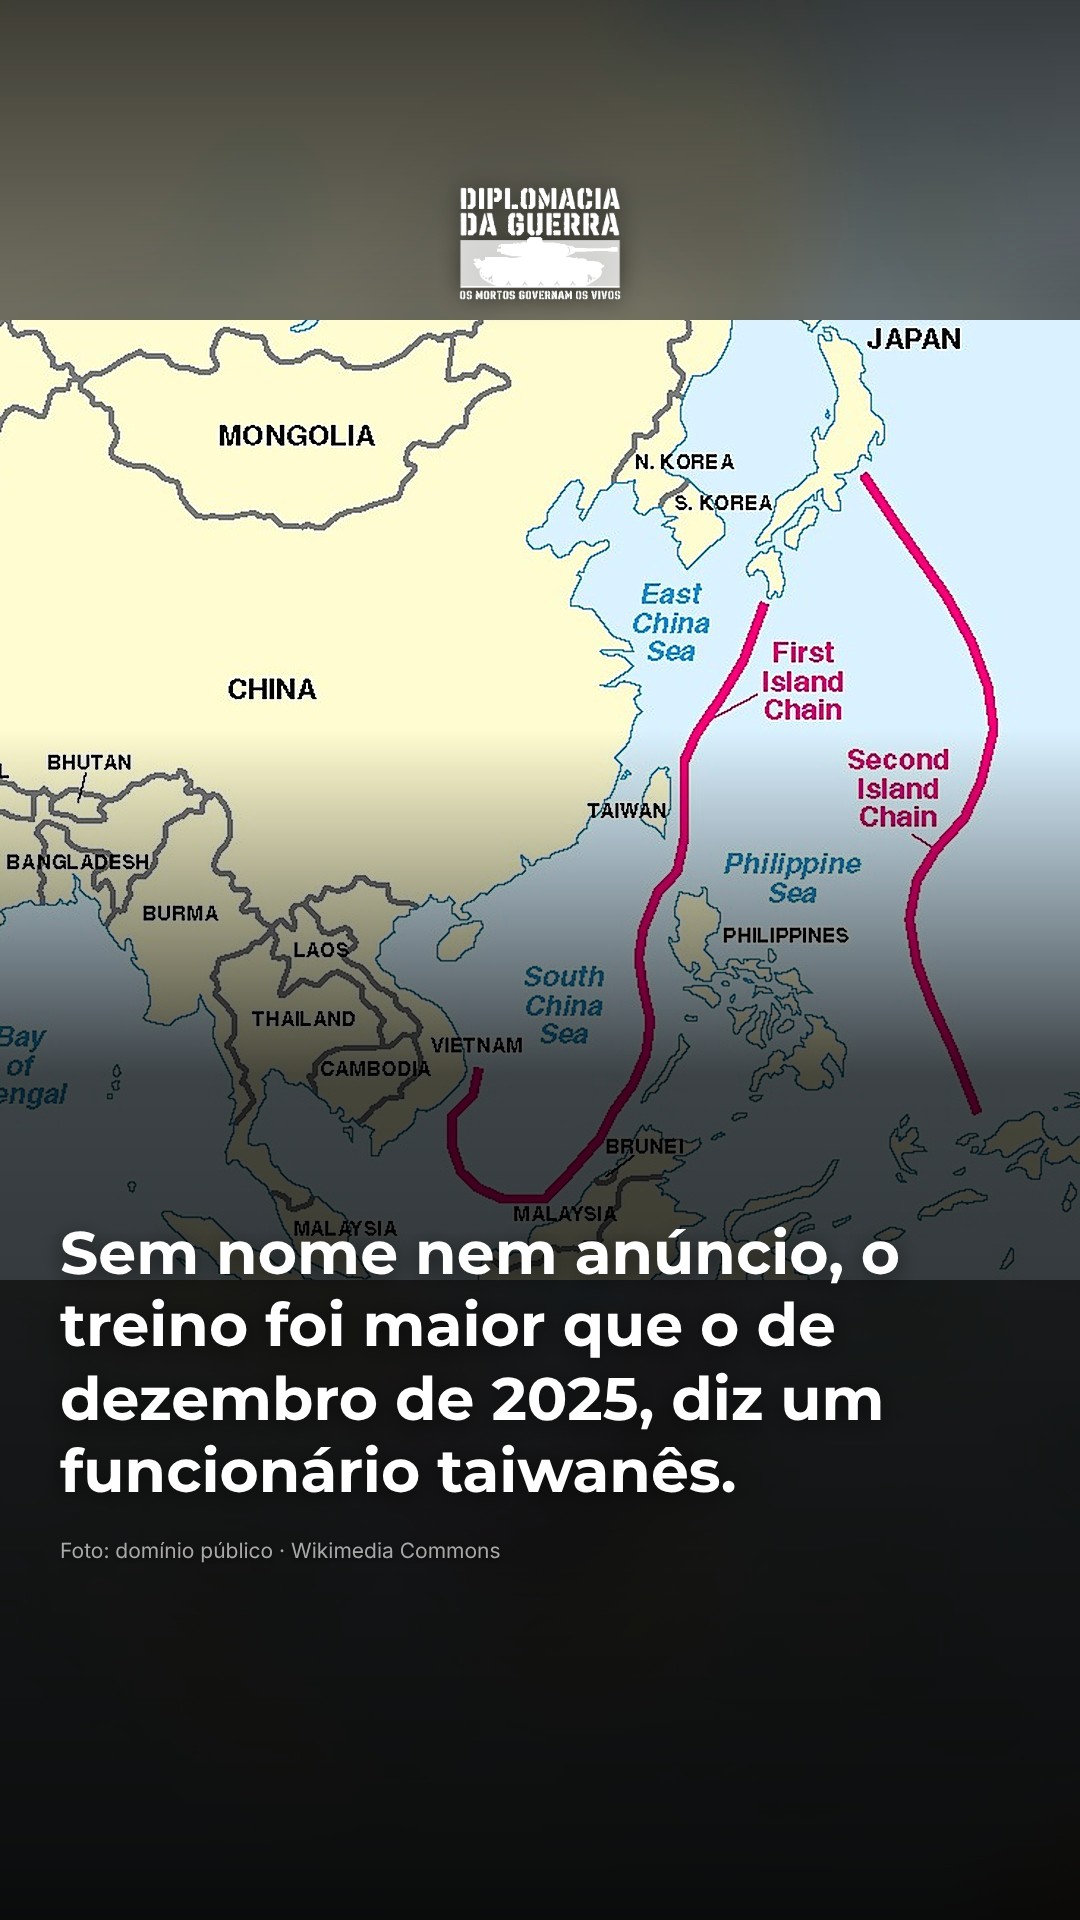 DIPLOMACIA
DA GUERRA
OS MORTOS GOVERNAM OS VIVOS
JAPAN
MONGOLIA
N. KOREA
S. KOREA
East
China
Sea
First
Island
Chain
CHINA
Second
Island
Chain
BHUTAN
TAIWAN
BANGLADESH
Philippine
Sea
BURMA
PHILIPPINES
LAOS
South
China
Sea
THAILAND
VIETNAM
CAMBODIA
Bay
of
engal
BRUNEI
MALAYSIA
MALAYSIA
Sem nome nem anúncio, o
treino foi maior que o de
dezembro de 2025, diz um
funcionário taiwanês.
Foto: domínio público · Wikimedia Commons